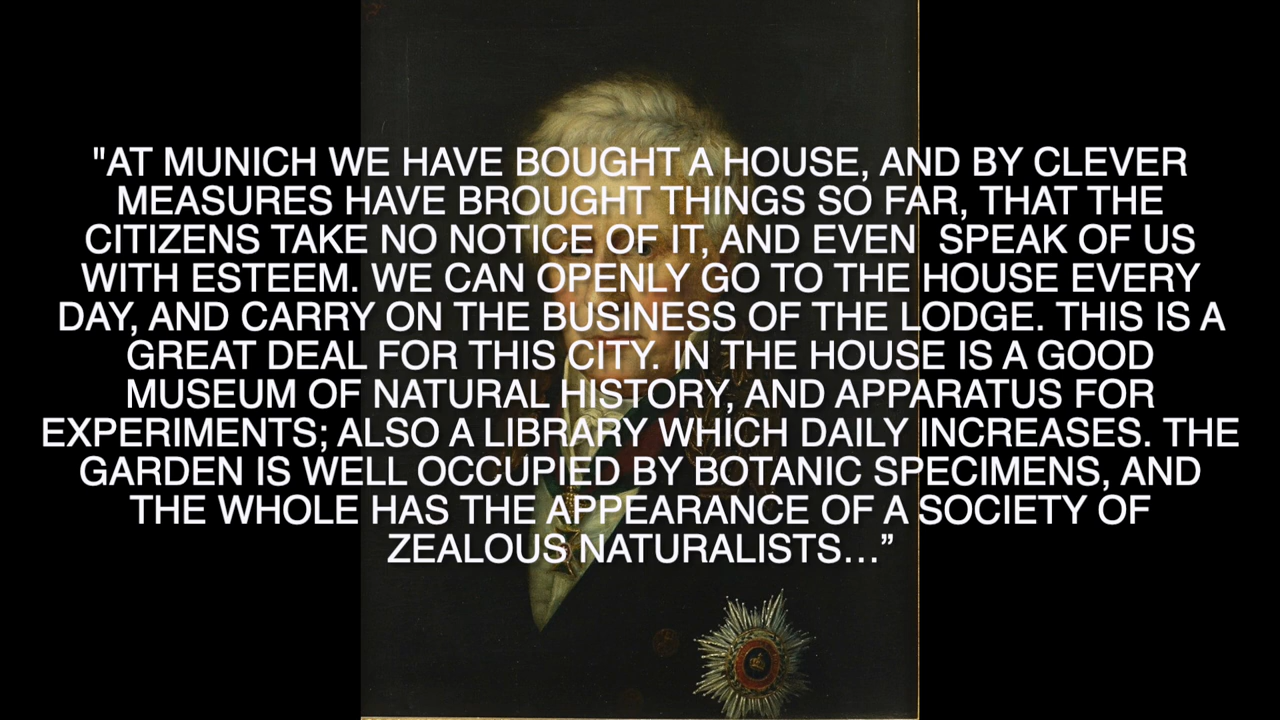 "AT MUNICH WE HAVE BOUGHT A HOUSE, AND BY CLEVER
MEASURES HAVE BROUGHT THINGS SO FAR, THAT THE
CITIZENS TAKE NO NOTICE OF IT, AND EVEN  SPEAK OF US
WITH ESTEEM. WE CAN OPENLY GO TO THE HOUSE EVERY
DAY, AND CARRY ON THE BUSINESS OF THE LODGE. THIS IS A
GREAT DEAL FOR THIS CITY. IN THE HOUSE IS A GOOD
MUSEUM OF NATURAL HISTORY, AND APPARATUS FOR
EXPERIMENTS; ALSO A LIBRARY WHICH DAILY INCREASES. THE
GARDEN IS WELL OCCUPIED BY BOTANIC SPECIMENS, AND
THE WHOLE HAS THE APPEARANCE OF A SOCIETY OF
ZEALOUS NATURALISTS…”